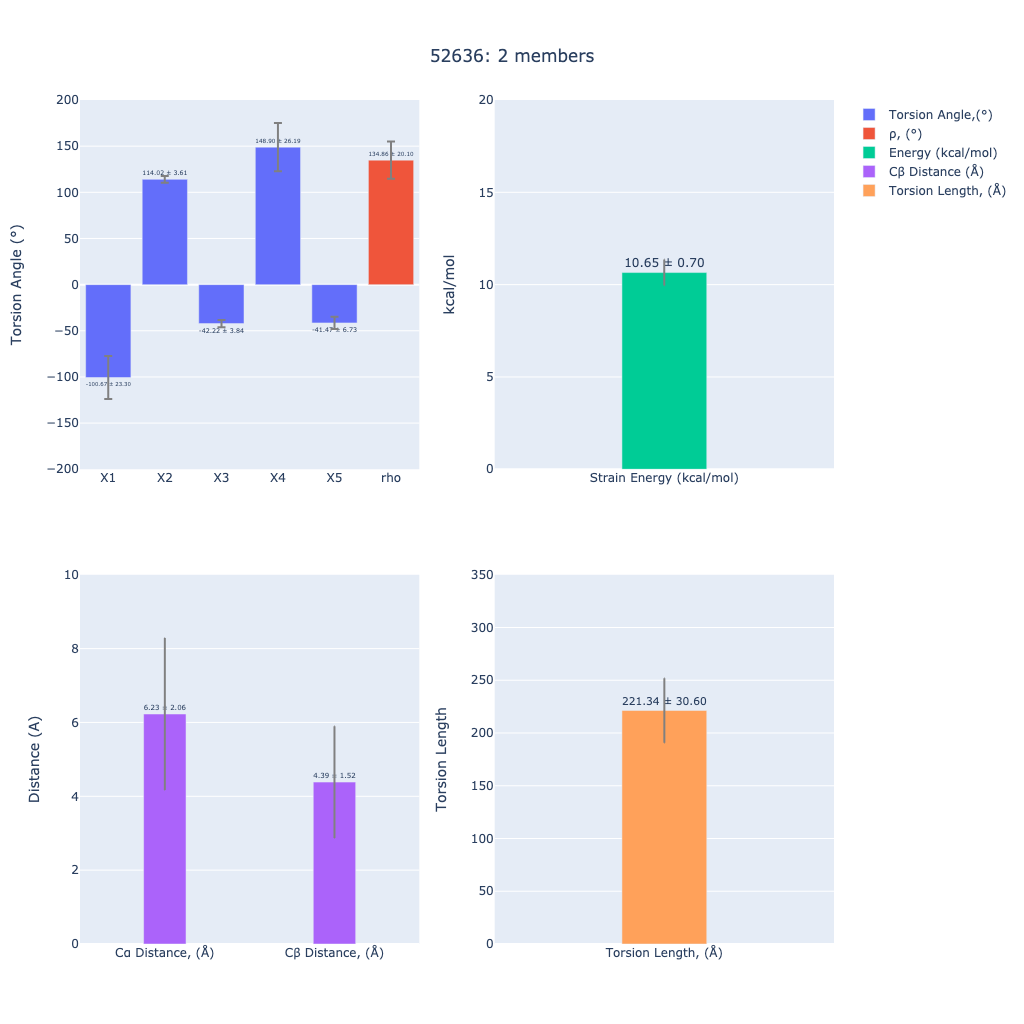 52636: 2 members
200
150
100
50
0
−50
−100
−150
−200
Torsion Angle (°)
-100.67 ± 23.30
114.02 ± 3.61
-42.22 ± 3.84
148.90 ± 26.19
-41.47 ± 6.73
134.66 ± 20.10
X1 X2 X3 X4 X5 rho
20
15
10
5
0
kcal/mol
10.65 ± 0.70
Strain Energy (kcal/mol)
Torsion Angle,(°)
ρ, (°)
Energy (kcal/mol)
Cβ Distance (Å)
Torsion Length, (Å)
10
8
6
4
2
0
Distance (A)
6.23 ± 2.06
4.39 ± 1.52
Cα Distance, (Å) Cβ Distance, (Å)
350
300
250
200
150
100
50
0
Torsion Length
221.34 ± 30.60
Torsion Length, (Å)